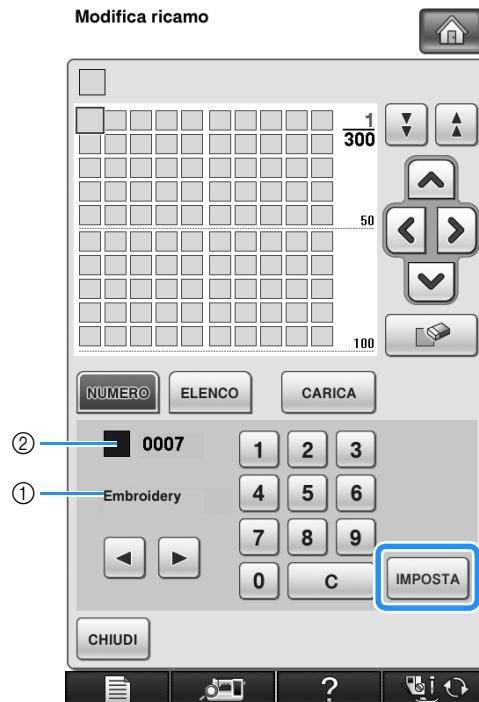 Modifica ricamo
1
300
50
100
NUMERO ELENCO CARICA
② 0007
1 2 3
① Embroidery
4 5 6
7 8 9
0 C IMPOSTA
CHIUDI
?